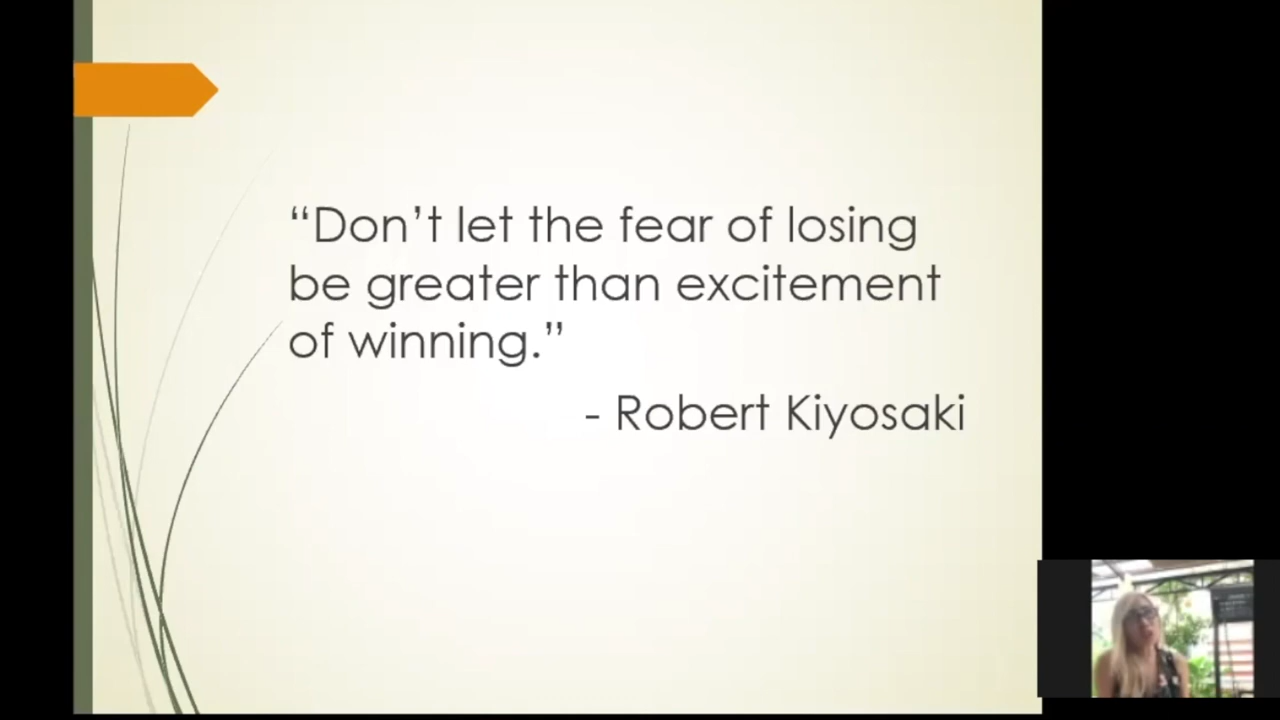 “Don’t let the fear of losing
be greater than excitement
of winning.”
- Robert Kiyosaki